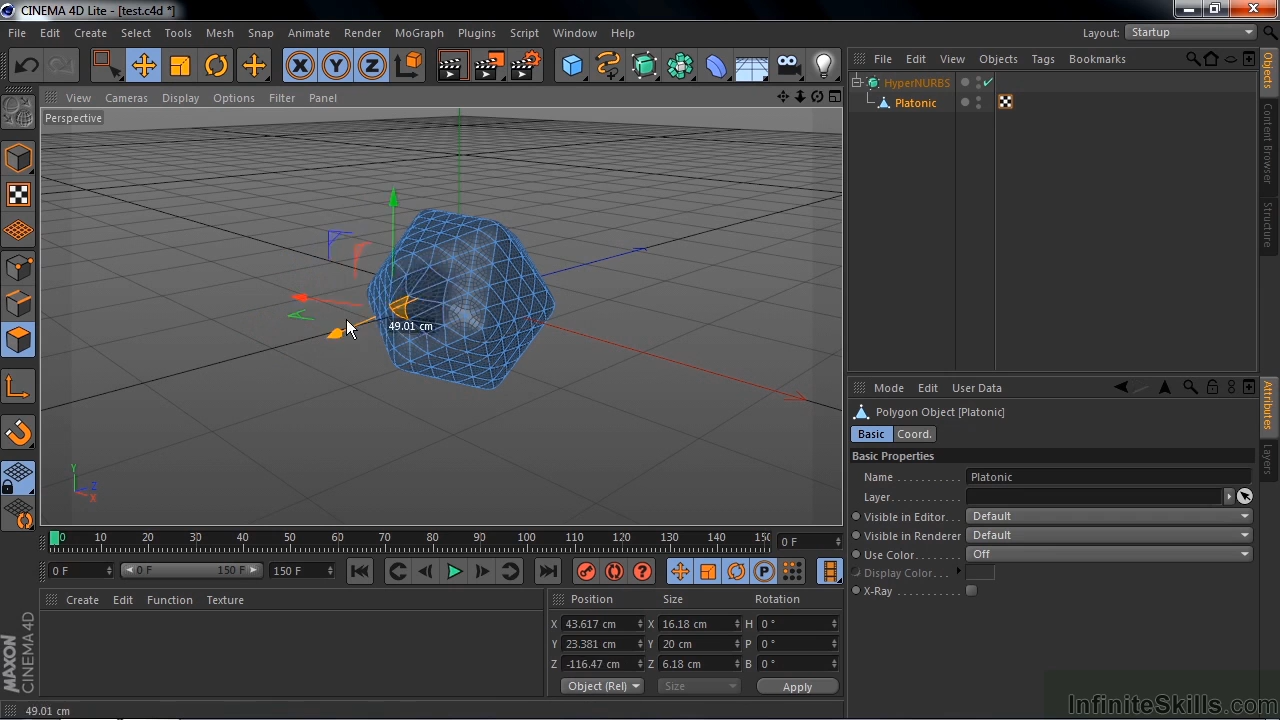 CINEMA 4D Lite - [test.c4d *]
File Edit Create Select Tools Mesh Snap Animate Render MoGraph Plugins Script Window Help Layout: Startup
X Y Z
File Edit View Objects Tags Bookmarks
View Cameras Display Options Filter Panel
Perspective
HyperNURBS
Platonic
Objects
Content Browser
Structure
49.01 cm
Mode Edit User Data
Polygon Object [Platonic]
Basic Coord.
Basic Properties
Name Platonic
Layer
Visible in Editor Default
Visible in Renderer Default
Use Color Off
Display Color
X-Ray
Attributes
Layers
Y
Z
X
0 10 20 30 40 50 60 70 80 90 100 110 120 130 140 150 0 F
0 F 0 F 150 F 150 F P
Create Edit Function Texture
Position Size Rotation
X 43.617 cm X 16.18 cm H 0 °
Y 23.381 cm Y 20 cm P 0 °
Z -116.47 cm Z 6.18 cm B 0 °
Object (Rel) Size Apply
MAXON
CINEMA 4D
49.01 cm
InfiniteSkills.com